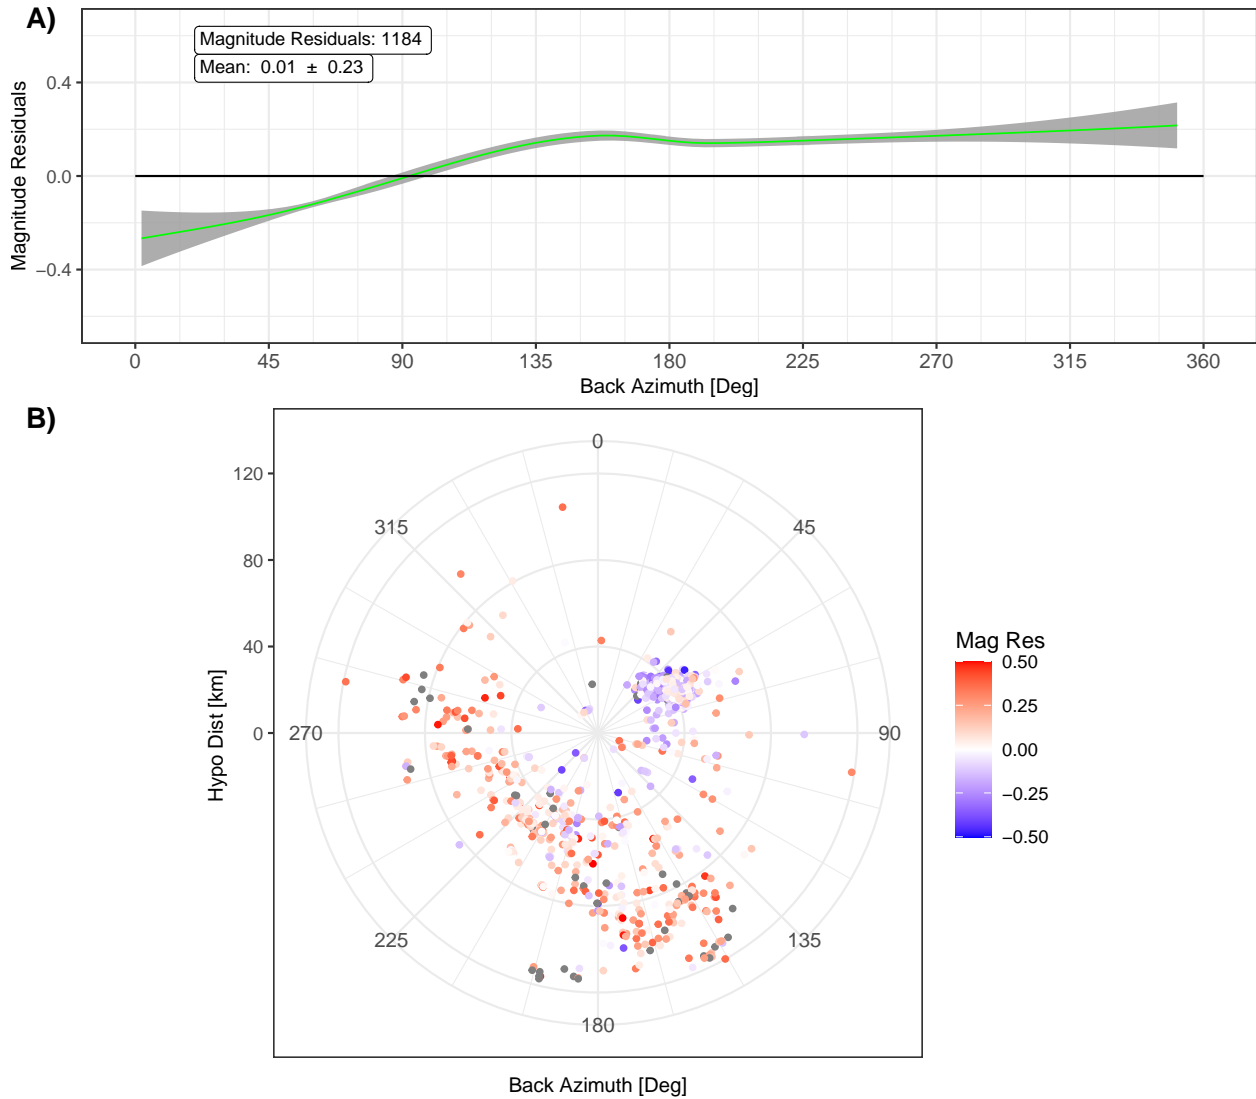 A)
Magnitude Residuals: 1184
Mean:  0.01  ±  0.23
Magnitude Residuals
0.4
0.0
−0.4
0 45 90 135 180 225 270 315 360
Back Azimuth [Deg]
B)
Hypo Dist [km]
120
80
40
0
0
45
90
135
180
225
270
315
Back Azimuth [Deg]
Mag Res
0.50
0.25
0.00
−0.25
−0.50